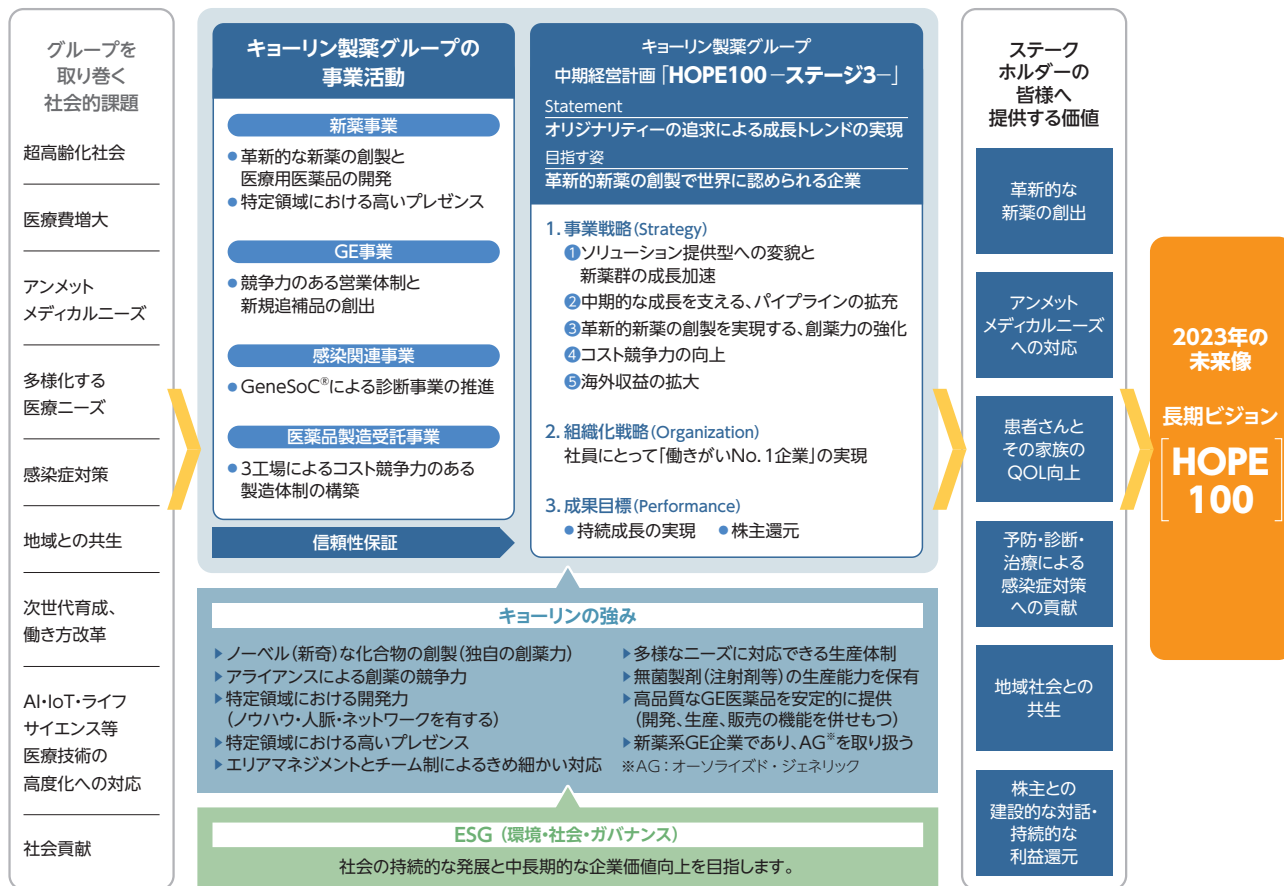 グループを
取り巻く
社会的課題
超高齢化社会
医療費増大
アンメット
メディカルニーズ
多様化する
医療ニーズ
感染症対策
地域との共生
次世代育成、
働き方改革
AI・IoT・ライフ
サイエンス等
医療技術の
高度化への対応
社会貢献
キョーリン製薬グループの
事業活動
新薬事業
●革新的な新薬の創製と
医療用医薬品の開発
●特定領域における高いプレゼンス
GE事業
●競争力のある営業体制と
新規追補品の創出
感染関連事業
●GeneSoC®による診断事業の推進
医薬品製造受託事業
●3工場によるコスト競争力のある
製造体制の構築
信頼性保証
キョーリン製薬グループ
中期経営計画「HOPE100－ステージ3－」
Statement
オリジナリティーの追求による成長トレンドの実現
目指す姿
革新的新薬の創製で世界に認められる企業
1. 事業戦略(Strategy)
❶ソリューション提供型への変貌と
新薬群の成長加速
❷中期的な成長を支える、パイプラインの拡充
❸革新的新薬の創製を実現する、創薬力の強化
❹コスト競争力の向上
❺海外収益の拡大
2. 組織化戦略(Organization)
社員にとって「働きがいNo.1企業」の実現
3. 成果目標(Performance)
●持続成長の実現 ●株主還元
キョーリンの強み
▶ノーベル(新奇)な化合物の創製(独自の創薬力)
▶アライアンスによる創薬の競争力
▶特定領域における開発力
(ノウハウ・人脈・ネットワークを有する)
▶特定領域における高いプレゼンス
▶エリアマネジメントとチーム制によるきめ細かい対応
▶多様なニーズに対応できる生産体制
▶無菌製剤(注射剤等)の生産能力を保有
▶高品質なGE医薬品を安定的に提供
(開発、生産、販売の機能を併せもつ)
▶新薬系GE企業であり、AG※を取り扱う
※AG：オーソライズド・ジェネリック
ESG (環境・社会・ガバナンス)
社会の持続的な発展と中長期的な企業価値向上を目指します。
ステーク
ホルダーの
皆様へ
提供する価値
革新的な
新薬の創出
アンメット
メディカルニーズ
への対応
患者さんと
その家族の
QOL向上
予防・診断・
治療による
感染症対策
への貢献
地域社会との
共生
株主との
建設的な対話・
持続的な
利益還元
2023年の
未来像
長期ビジョン
HOPE
100